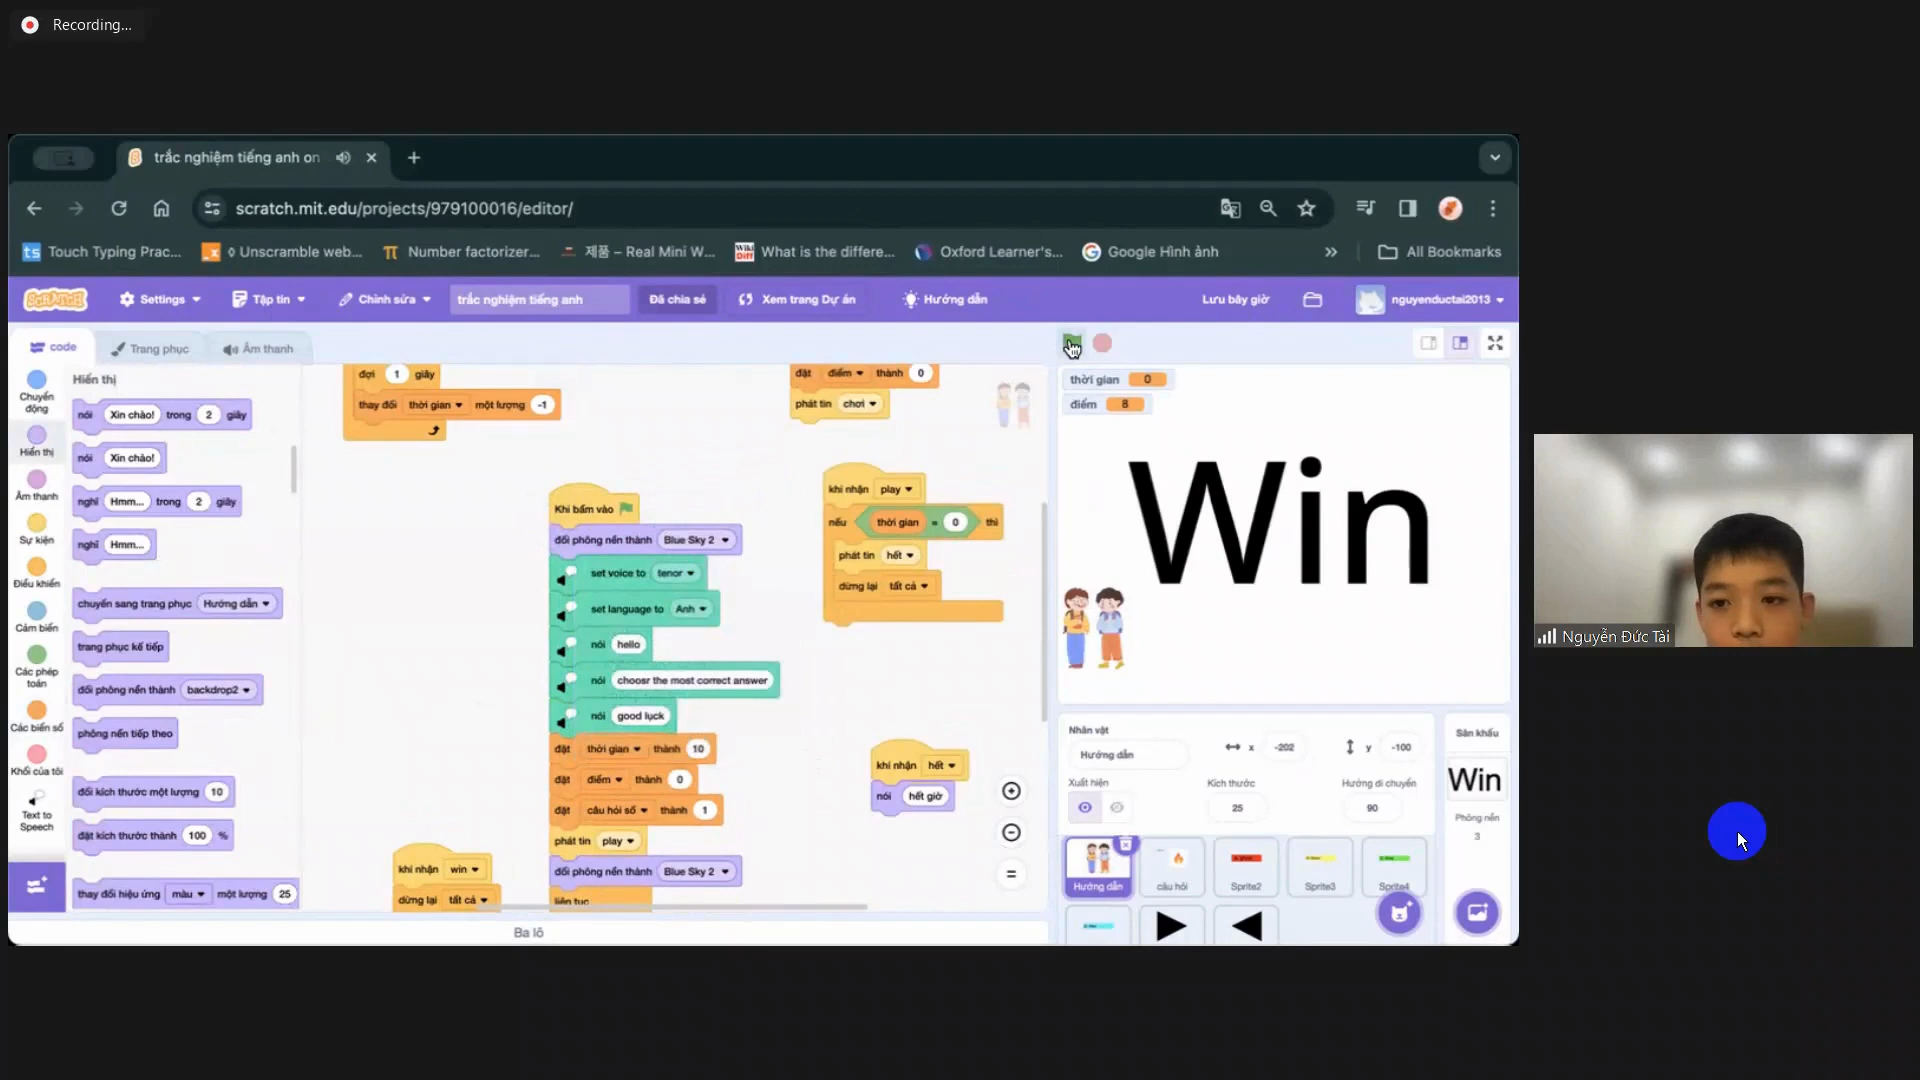 Recording...
trắc nghiệm tiếng anh on
scratch.mit.edu/projects/979100016/editor/
Touch Typing Prac...
◊ Unscramble web...
Number factorizer...
제품 – Real Mini W...
What is the differe...
Oxford Learner's...
Google Hình ảnh
»
All Bookmarks
SCRATCH
Settings
Tập tin
Chỉnh sửa
trắc nghiệm tiếng anh
Đã chia sẻ
Xem trang Dự án
Hướng dẫn
Lưu bây giờ
nguyenductai2013
code
Trang phục
Âm thanh
Chuyển động
Hiển thị
Âm thanh
Sự kiện
Điều khiển
Cảm biến
Các phép toán
Các biến số
Khối của tôi
Text to Speech
Hiển thị
nói Xin chào! trong 2 giây
nói Xin chào!
nghĩ Hmm... trong 2 giây
nghĩ Hmm...
chuyển sang trang phục Hướng dẫn
trang phục kế tiếp
đổi phông nền thành backdrop2
phông nền tiếp theo
đổi kích thước một lượng 10
đặt kích thước thành 100 %
thay đổi hiệu ứng màu một lượng 25
đợi 1 giây
thay đổi thời gian một lượng -1
đặt điểm thành 0
phát tin chơi
Khi bấm vào
đổi phông nền thành Blue Sky 2
set voice to tenor
set language to Anh
nói hello
nói choosr the most correct answer
nói good luck
đặt thời gian thành 10
đặt điểm thành 0
đặt câu hỏi số thành 1
phát tin play
đổi phông nền thành Blue Sky 2
liên tục
khi nhận play
nếu thời gian = 0 thì
phát tin hết
dừng lại tất cả
khi nhận hết
nói hết giờ
khi nhận win
dừng lại tất cả
Ba lô
thời gian 0
điểm 8
Win
Nhân vật
Hướng dẫn
x -202
y -100
Xuất hiện
Kích thước
25
Hướng di chuyển
90
Hướng dẫn
câu hỏi
Sprite2
Sprite3
Sprite4
Sân khấu
Win
Phông nền
3
Nguyễn Đức Tài